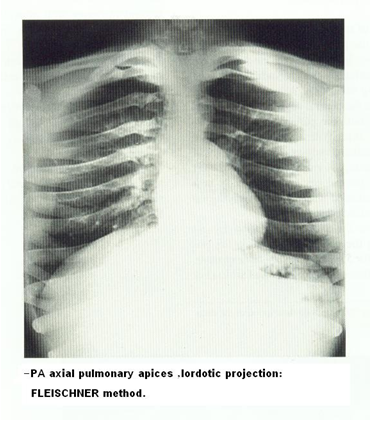 -PA axial pulmonary apices .lordotic projection:
FLEISCHNER method.